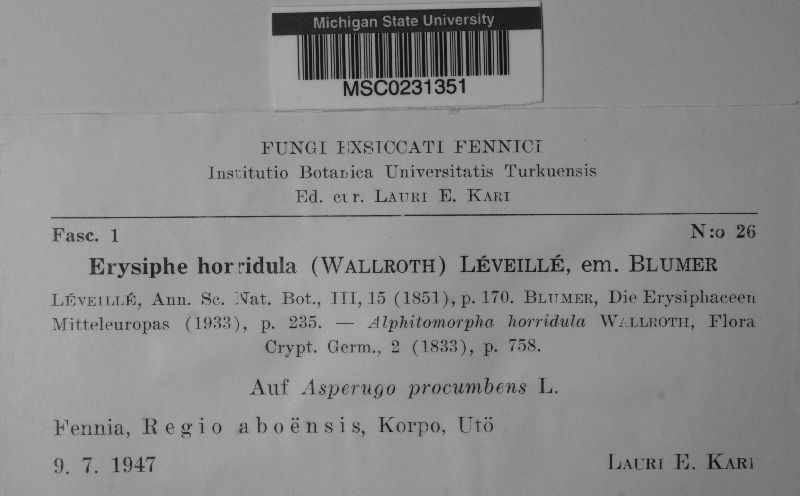 Michigan State University
MSC0231351
FUNGI EXSICCATI FENNICI
Institutio Botanica Universitatis Turkuensis
Ed. cur. LAURI E. KARI
Fasc. 1 N:o 26
Erysiphe horridula (WALLROTH) LÉVEILLÉ, em. BLUMER
LÉVEILLÉ, Ann. Sc. Nat. Bot., III, 15 (1851), p. 170. BLUMER, Die Erysiphaceen
Mitteleuropas (1933), p. 235. — Alphitomorpha horridula WALLROTH, Flora
Crypt. Germ., 2 (1833), p. 758.
Auf Asperugo procumbens L.
Fennia, Regio aboënsis, Korpo, Utö
9. 7. 1947 LAURI E. KARI